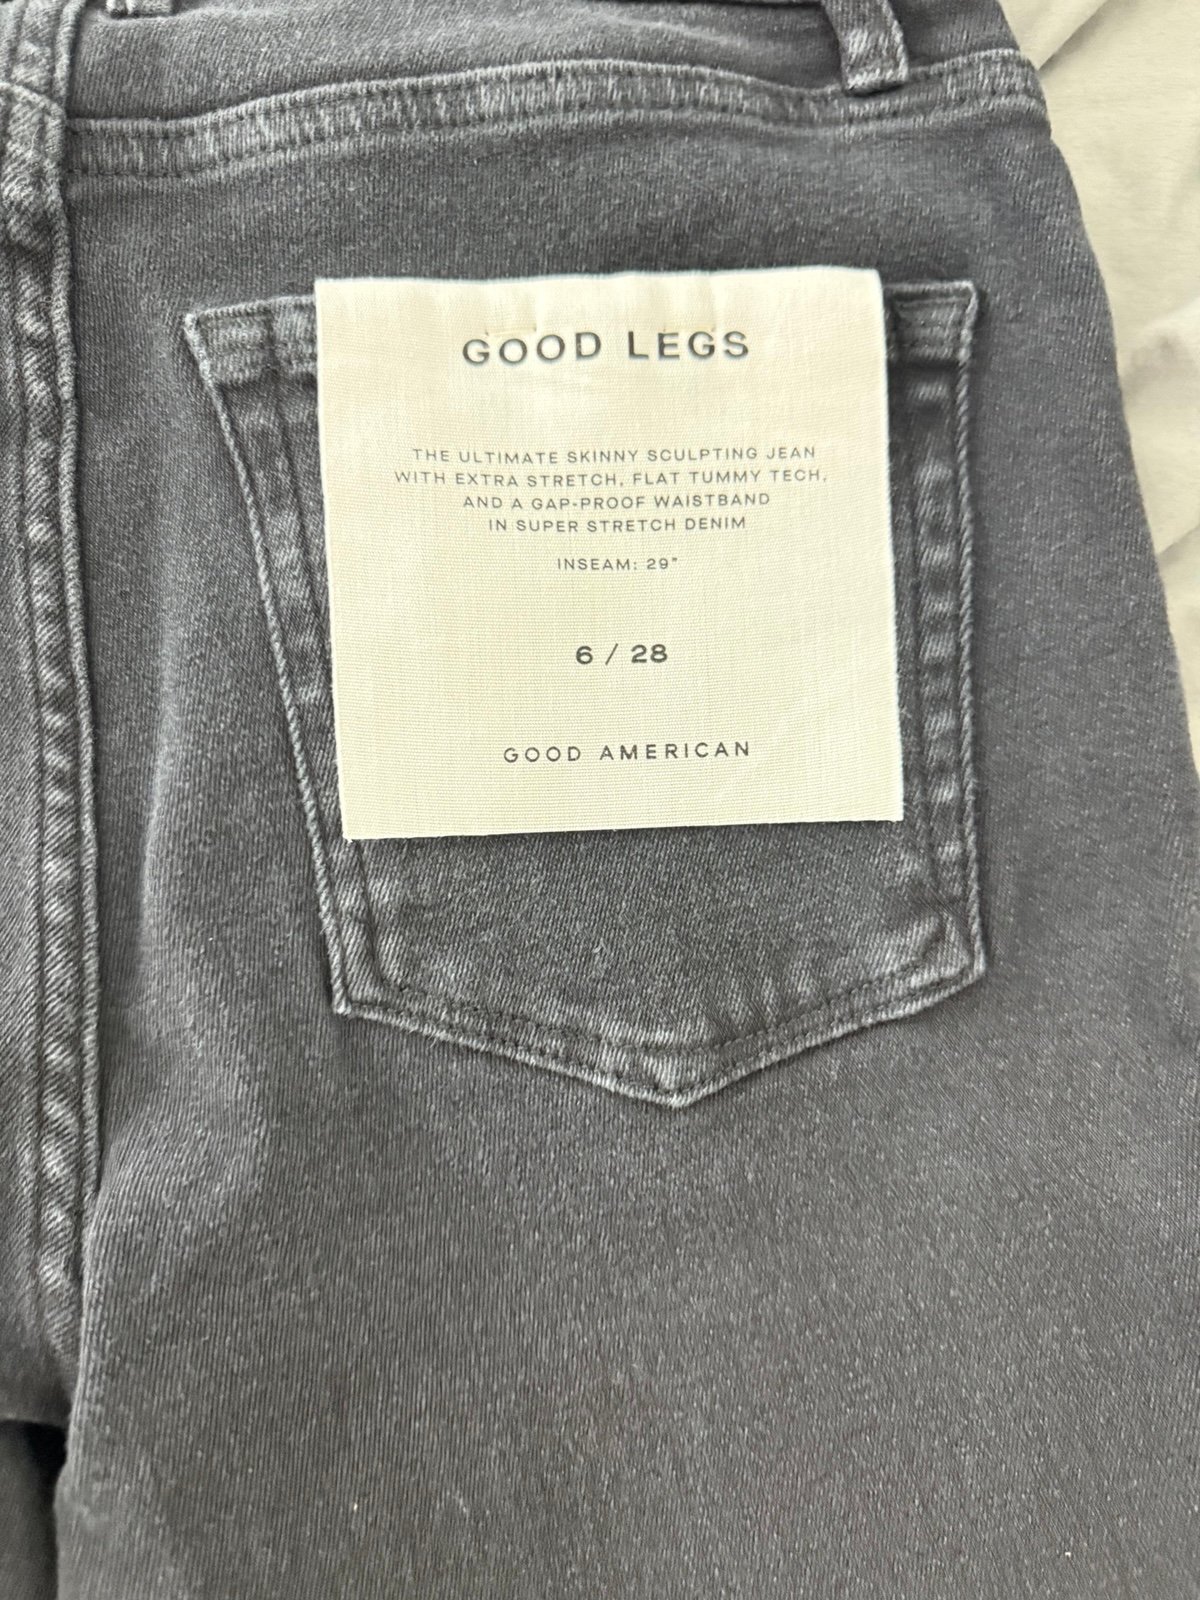 GOOD LEGS
THE ULTIMATE SKINNY SCULPTING JEAN
WITH EXTRA STRETCH, FLAT TUMMY TECH,
AND A GAP-PROOF WAISTBAND
IN SUPER STRETCH DENIM
INSEAM: 29"
6 / 28
GOOD AMERICAN